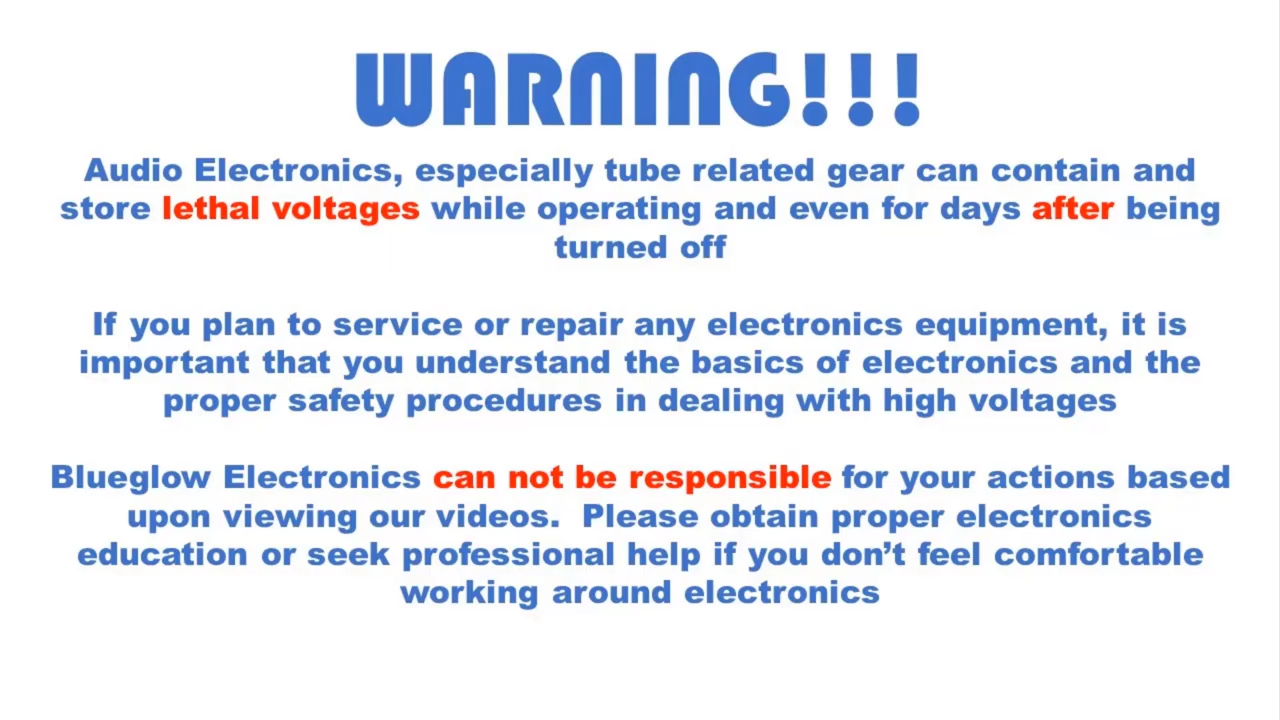 WARNING!!!
Audio Electronics, especially tube related gear can contain and
store lethal voltages while operating and even for days after being
turned off
If you plan to service or repair any electronics equipment, it is
important that you understand the basics of electronics and the
proper safety procedures in dealing with high voltages
Blueglow Electronics can not be responsible for your actions based
upon viewing our videos.  Please obtain proper electronics
education or seek professional help if you don’t feel comfortable
working around electronics